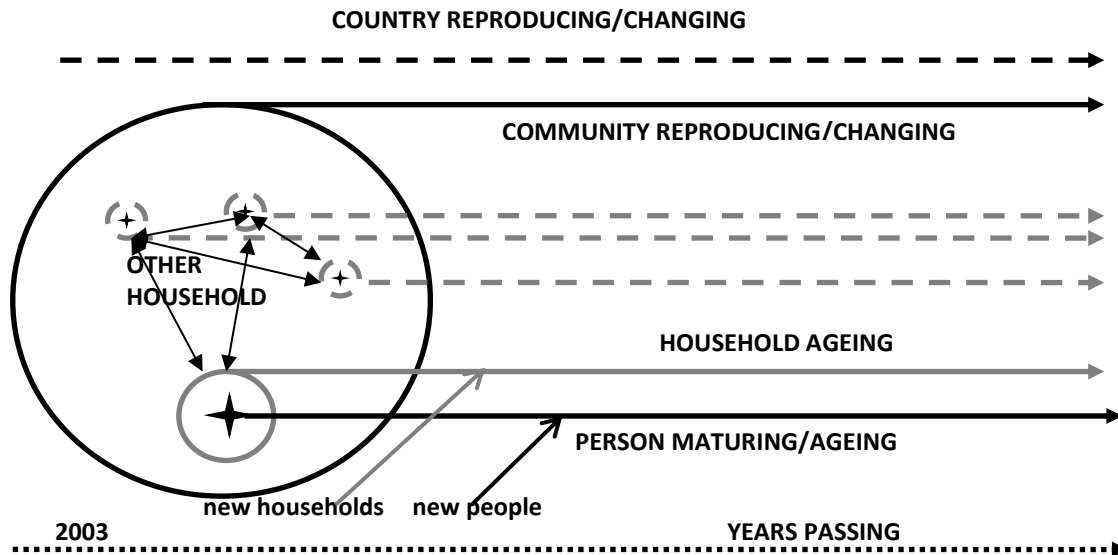 COUNTRY REPRODUCING/CHANGING
COMMUNITY REPRODUCING/CHANGING
OTHER
HOUSEHOLD
HOUSEHOLD AGEING
PERSON MATURING/AGEING
new households
new people
2003
YEARS PASSING